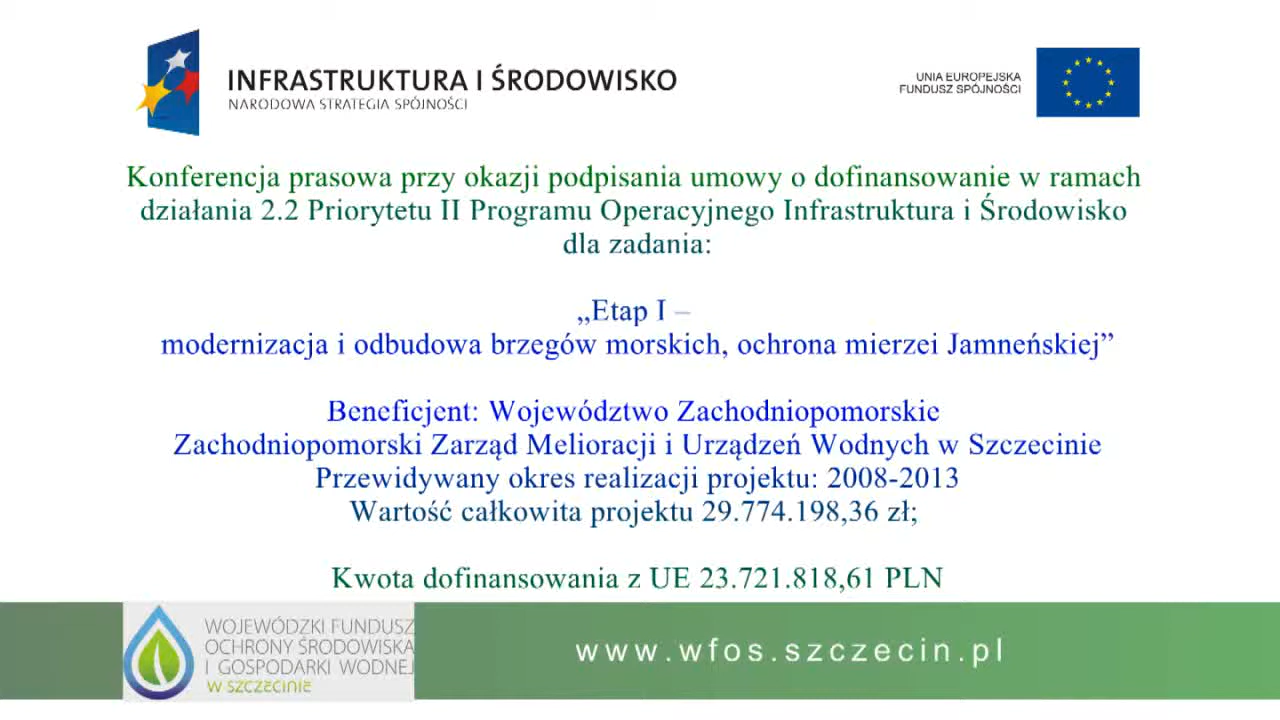 INFRASTRUKTURA I ŚRODOWISKO
NARODOWA STRATEGIA SPÓJNOŚCI
UNIA EUROPEJSKA
FUNDUSZ SPÓJNOŚCI
Konferencja prasowa przy okazji podpisania umowy o dofinansowanie w ramach
działania 2.2 Priorytetu II Programu Operacyjnego Infrastruktura i Środowisko
dla zadania:
„Etap I –
modernizacja i odbudowa brzegów morskich, ochrona mierzei Jamneńskiej”
Beneficjent: Województwo Zachodniopomorskie
Zachodniopomorski Zarząd Melioracji i Urządzeń Wodnych w Szczecinie
Przewidywany okres realizacji projektu: 2008-2013
Wartość całkowita projektu 29.774.198,36 zł;
Kwota dofinansowania z UE 23.721.818,61 PLN
WOJEWÓDZKI FUNDUSZ
OCHRONY ŚRODOWISKA
I GOSPODARKI WODNEJ
w szczecinie
www.wfos.szczecin.pl